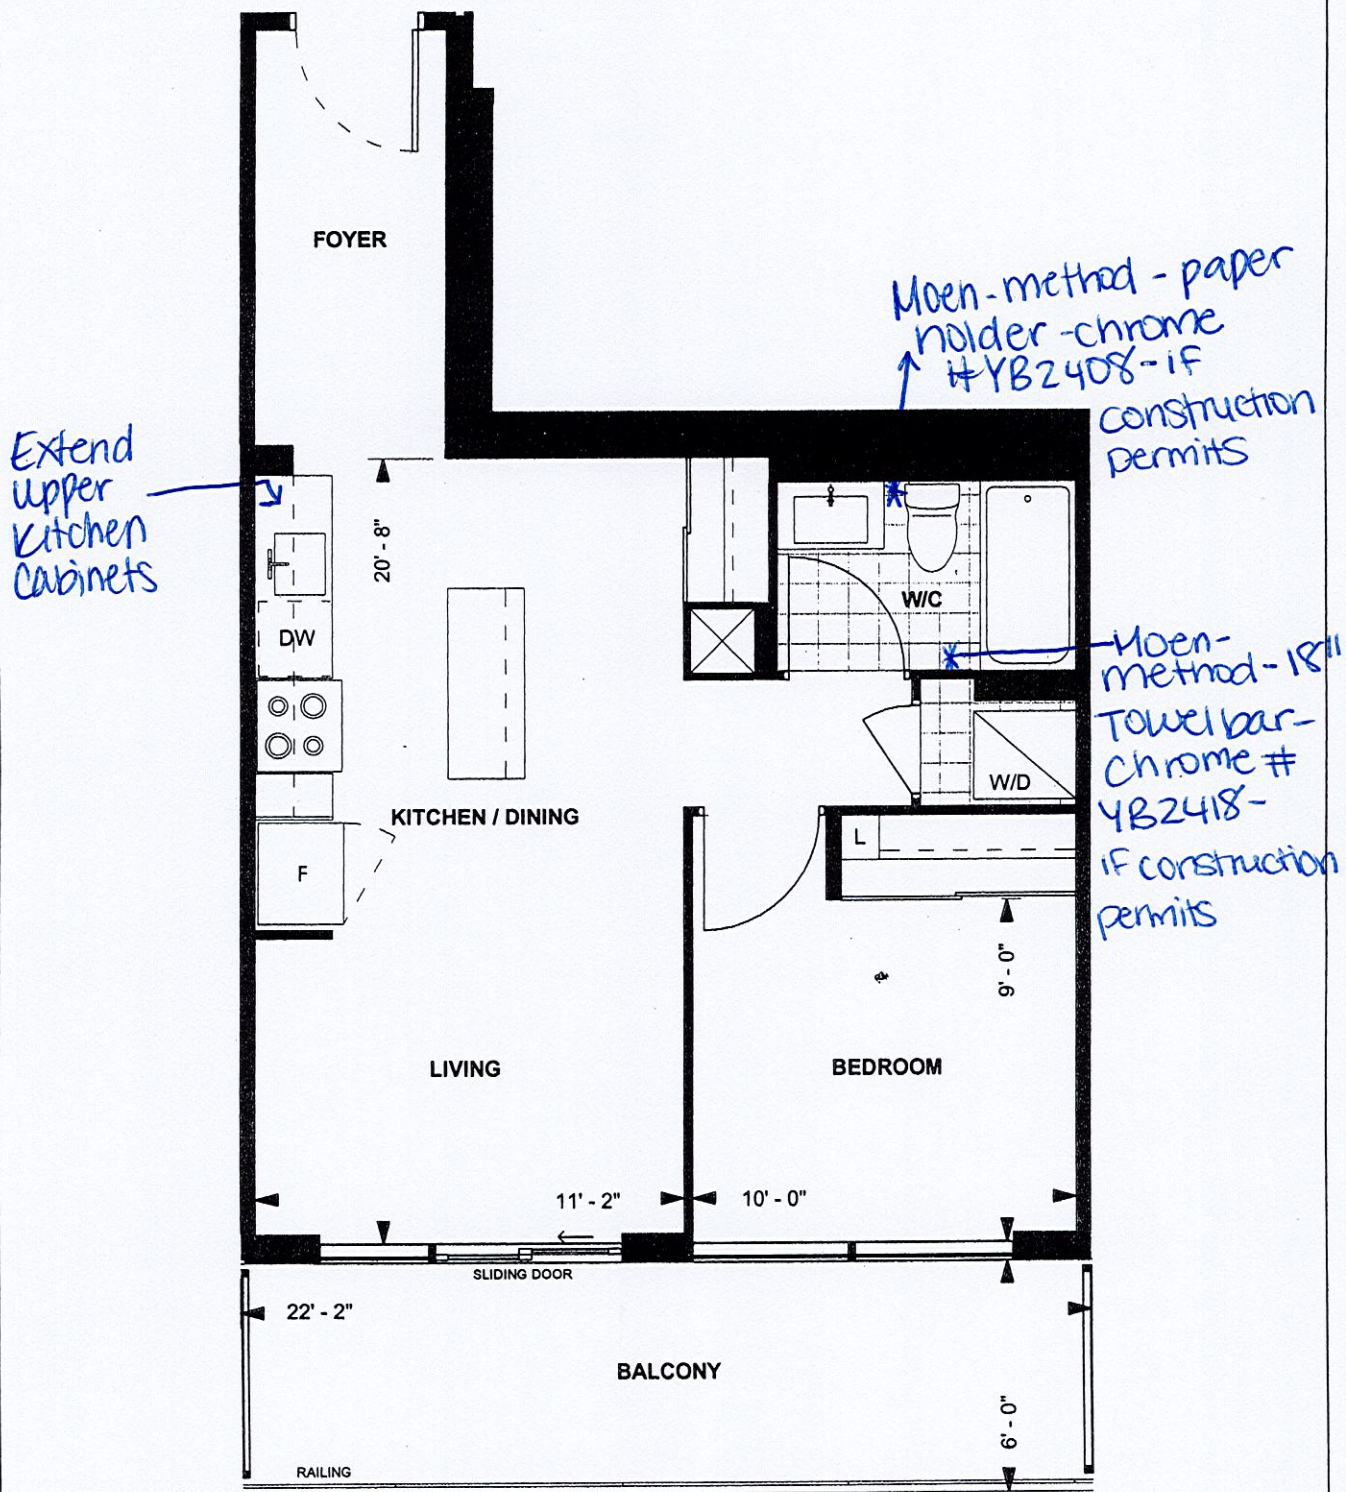 FOYER
Moen-method-paper
holder-chrome
#YB2408-if
construction
permits
Extend
upper
kitchen
cabinets
20' - 8"
W/C
DW
Moen-
method-18"
Towel bar-
chrome #
YB2418-
if construction
permits
W/D
KITCHEN / DINING
L
F
9' - 0"
LIVING
BEDROOM
11' - 2"
10' - 0"
SLIDING DOOR
22' - 2"
BALCONY
6' - 0"
RAILING